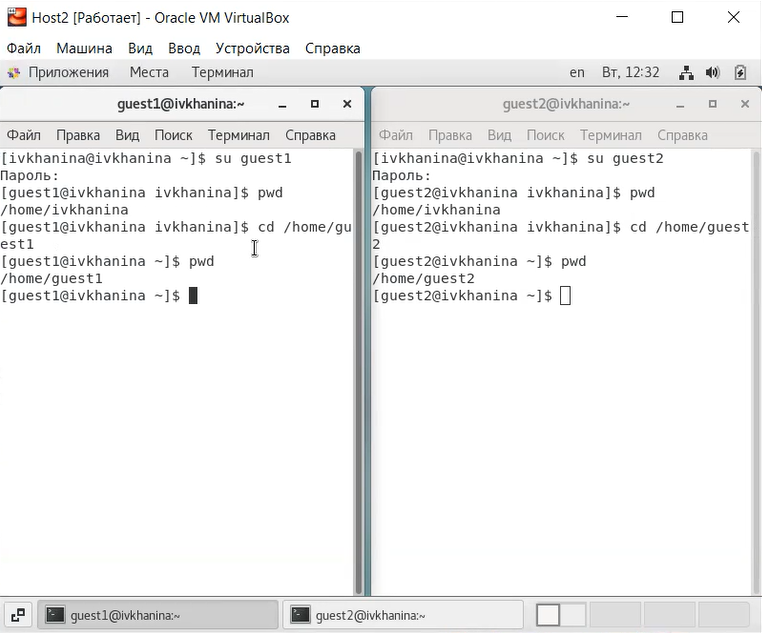 Host2 [Работает] - Oracle VM VirtualBox
Файл Машина Вид Ввод Устройства Справка
Приложения Места Терминал en Вт, 12:32
guest1@ivkhanina:~
Файл Правка Вид Поиск Терминал Справка
[ivkhanina@ivkhanina ~]$ su guest1
Пароль:
[guest1@ivkhanina ivkhanina]$ pwd
/home/ivkhanina
[guest1@ivkhanina ivkhanina]$ cd /home/gu
est1
[guest1@ivkhanina ~]$ pwd
/home/guest1
[guest1@ivkhanina ~]$
guest2@ivkhanina:~
Файл Правка Вид Поиск Терминал Справка
[ivkhanina@ivkhanina ~]$ su guest2
Пароль:
[guest2@ivkhanina ivkhanina]$ pwd
/home/ivkhanina
[guest2@ivkhanina ivkhanina]$ cd /home/guest
2
[guest2@ivkhanina ~]$ pwd
/home/guest2
[guest2@ivkhanina ~]$
guest1@ivkhanina:~ guest2@ivkhanina:~